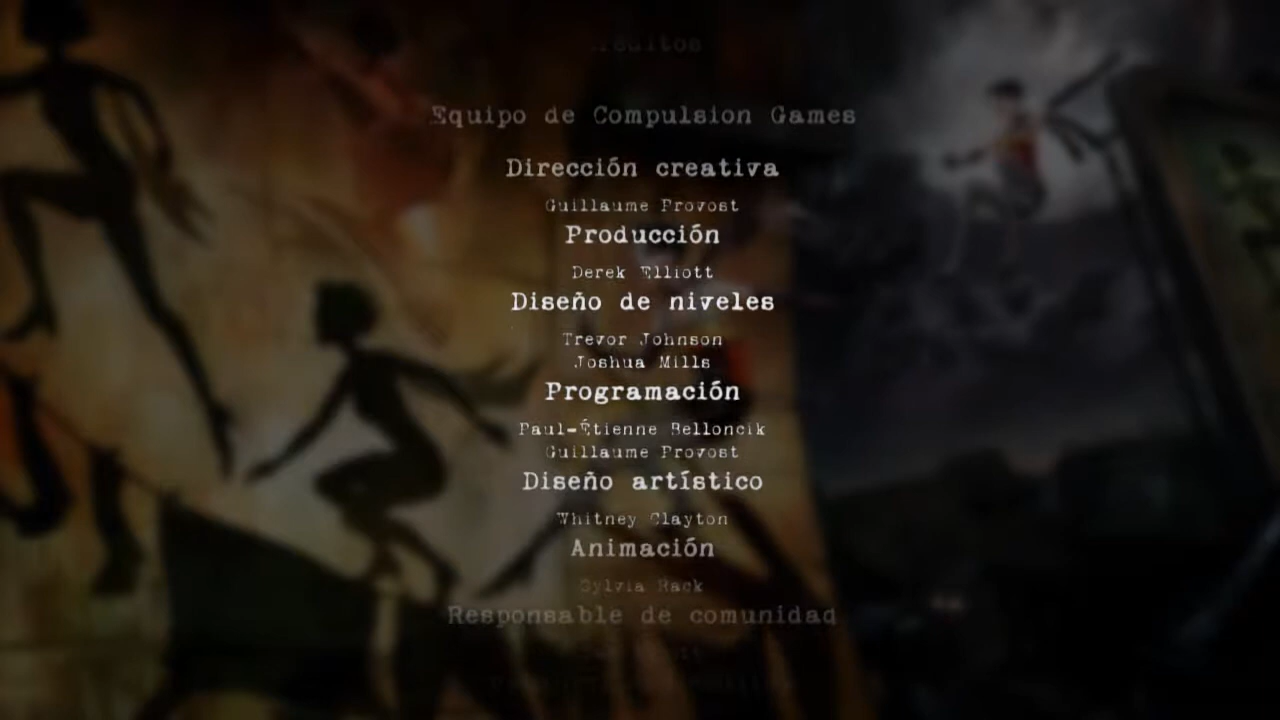 Créditos
Equipo de Compulsion Games
Dirección creativa
Guillaume Provost
Producción
Derek Elliott
Diseño de niveles
Trevor Johnson
Joshua Mills
Programación
Paul-Étienne Belloncik
Guillaume Provost
Diseño artístico
Whitney Clayton
Animación
Sylvia Rack
Responsable de comunidad